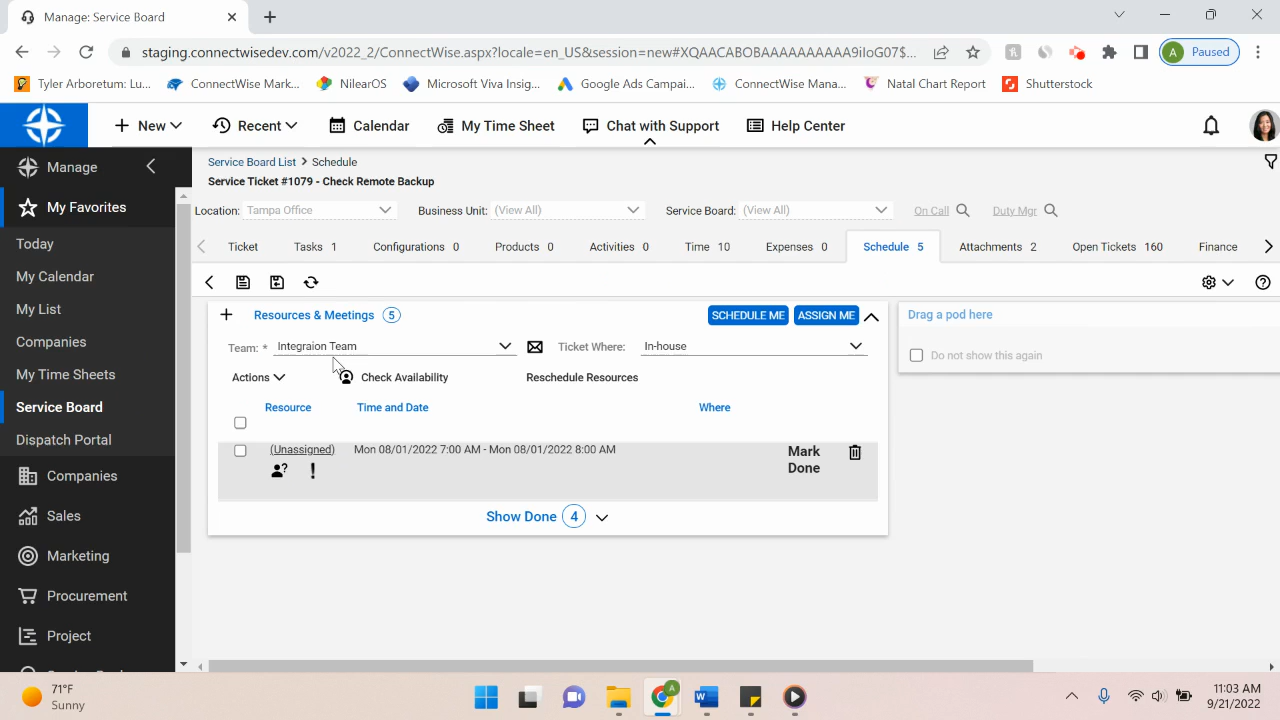 Manage: Service Board
staging.connectwisedev.com/v2022_2/ConnectWise.aspx?locale=en_US&session=new#XQAACABOBAAAAAAAAAA9iIoG07$...
A Paused
Tyler Arboretum: Lu... ConnectWise Mark... NilearOS Microsoft Viva Insig... Google Ads Campai... ConnectWise Mana... Natal Chart Report Shutterstock
New Recent Calendar My Time Sheet Chat with Support Help Center
Manage
My Favorites
Today
My Calendar
My List
Companies
My Time Sheets
Service Board
Dispatch Portal
Companies
Sales
Marketing
Procurement
Project
Service Board List > Schedule
Service Ticket #1079 - Check Remote Backup
Location: Tampa Office Business Unit: (View All) Service Board: (View All) On Call Duty Mgr
Ticket Tasks 1 Configurations 0 Products 0 Activities 0 Time 10 Expenses 0 Schedule 5 Attachments 2 Open Tickets 160 Finance
Resources & Meetings 5 SCHEDULE ME ASSIGN ME
Team: * Integraion Team Ticket Where: In-house
Actions Check Availability Reschedule Resources
Resource Time and Date Where
(Unassigned) Mon 08/01/2022 7:00 AM - Mon 08/01/2022 8:00 AM Mark
Done
Show Done 4
Drag a pod here
Do not show this again
71°F
Sunny
A
11:03 AM
9/21/2022